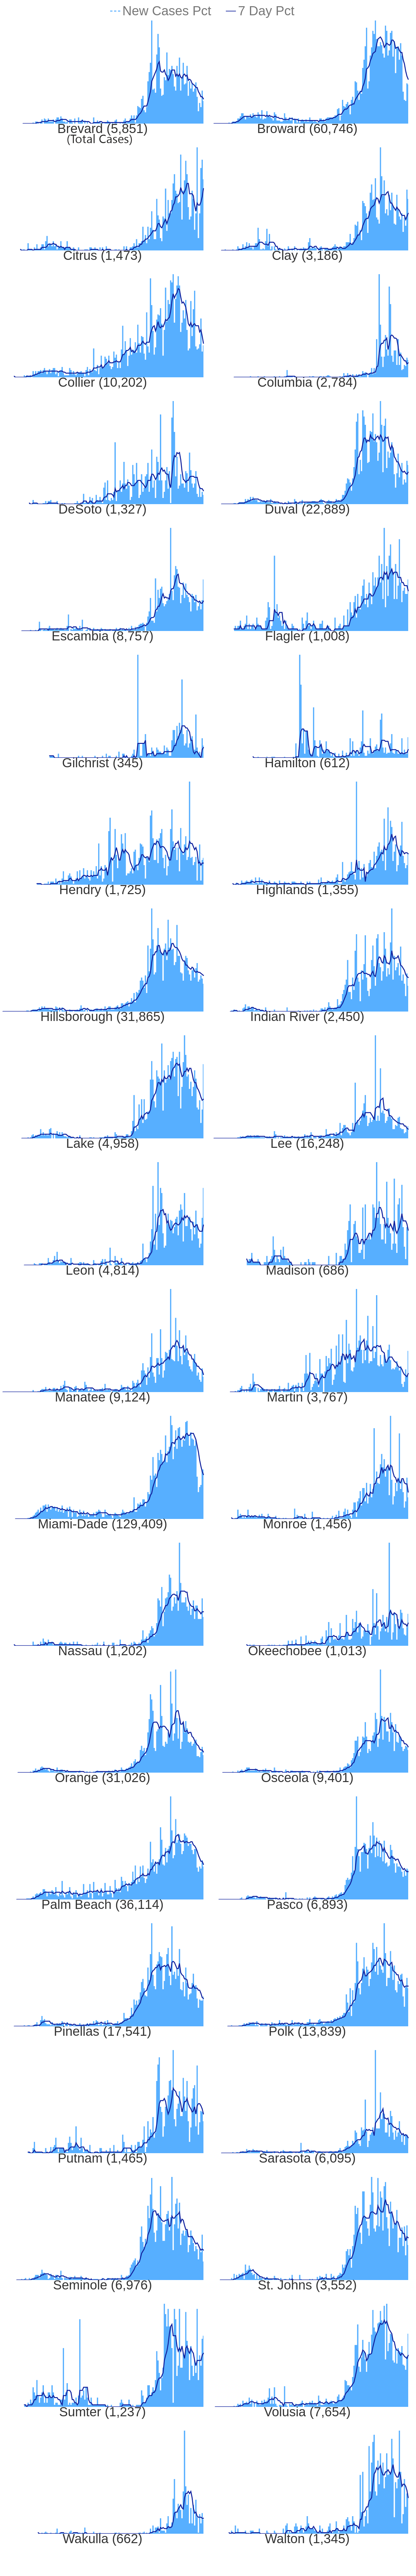 New Cases Pct 7 Day Pct
Brevard (5,851) Broward (60,746)
(Total Cases)
Citrus (1,473) Clay (3,186)
Collier (10,202) Columbia (2,784)
DeSoto (1,327) Duval (22,889)
Escambia (8,757) Flagler (1,008)
Gilchrist (345) Hamilton (612)
Hendry (1,725) Highlands (1,355)
Hillsborough (31,865) Indian River (2,450)
Lake (4,958) Lee (16,248)
Leon (4,814) Madison (686)
Manatee (9,124) Martin (3,767)
Miami-Dade (129,409) Monroe (1,456)
Nassau (1,202) Okeechobee (1,013)
Orange (31,026) Osceola (9,401)
Palm Beach (36,114) Pasco (6,893)
Pinellas (17,541) Polk (13,839)
Putnam (1,465) Sarasota (6,095)
Seminole (6,976) St. Johns (3,552)
Sumter (1,237) Volusia (7,654)
Wakulla (662) Walton (1,345)